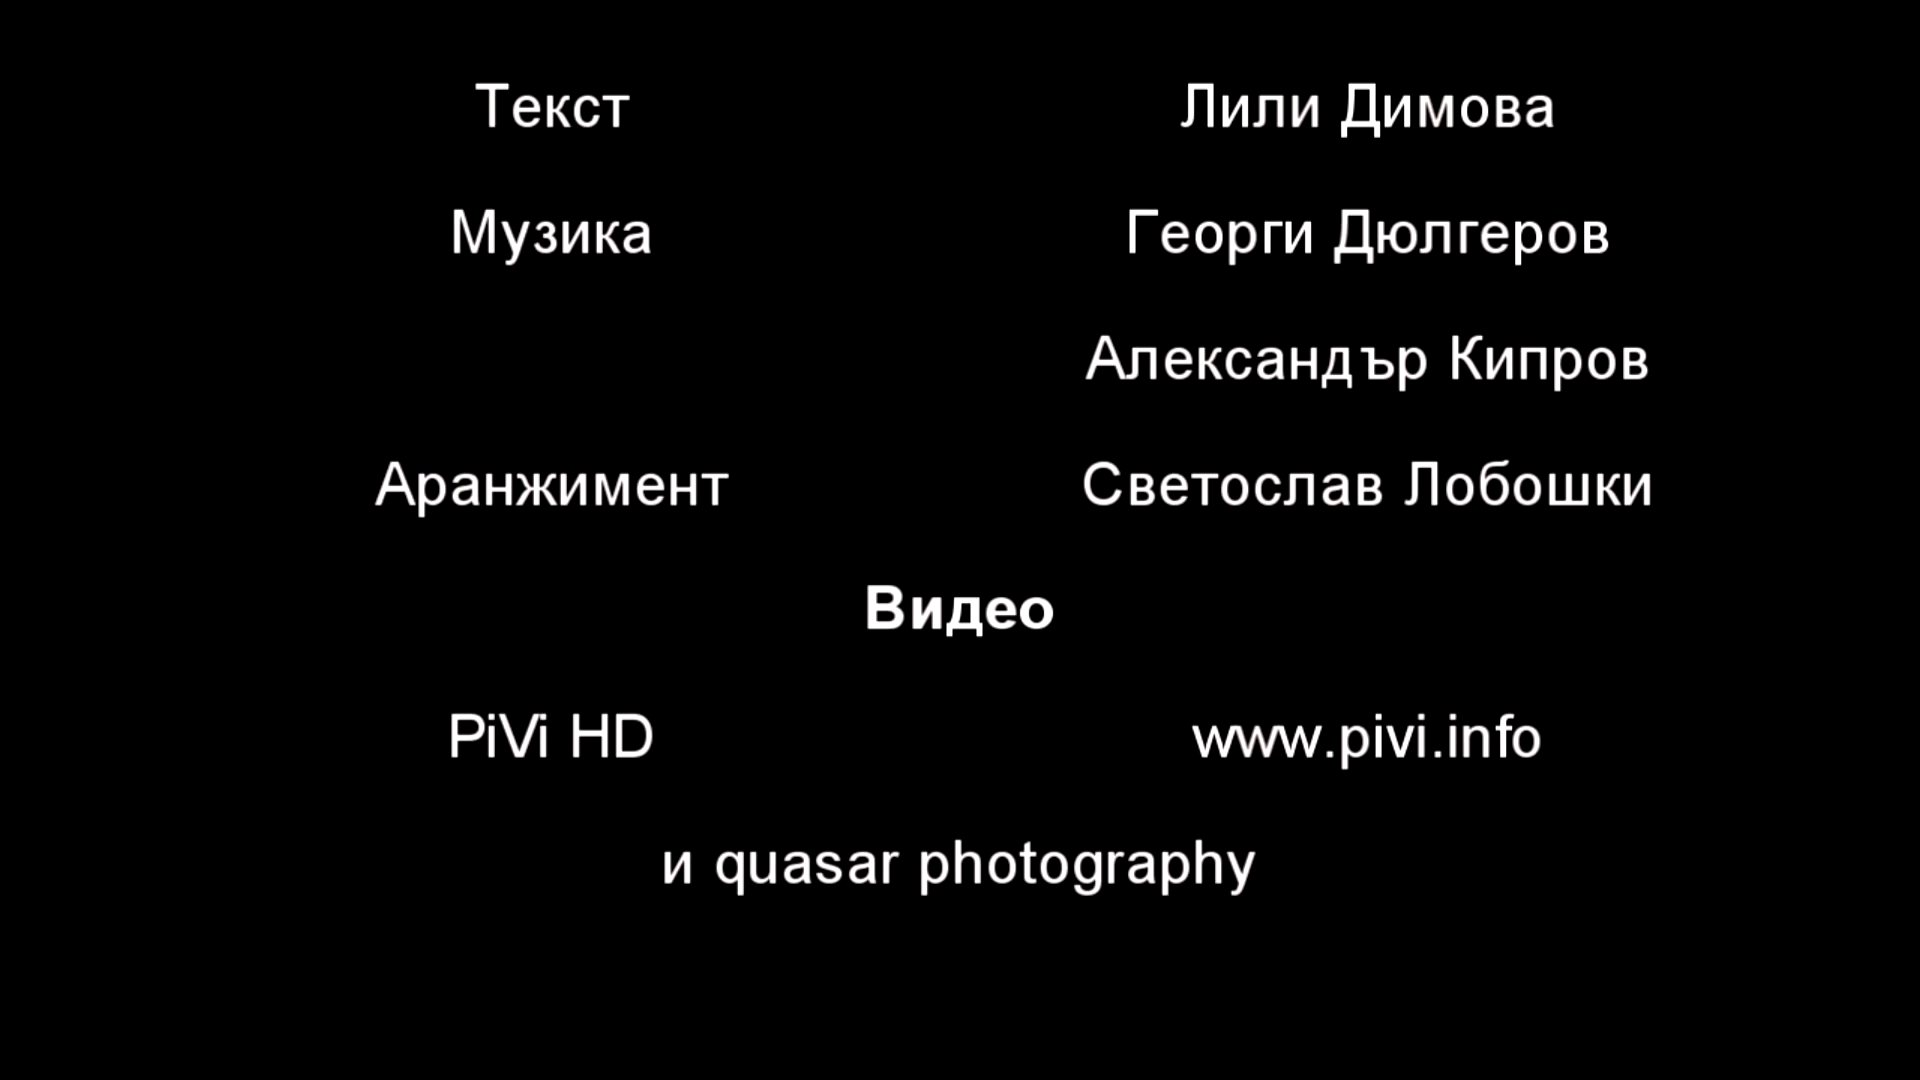 Текст Лили Димова
Музика Георги Дюлгеров
Александър Кипров
Аранжимент Светослав Лобошки
Видео
PiVi HD www.pivi.info
и quasar photography